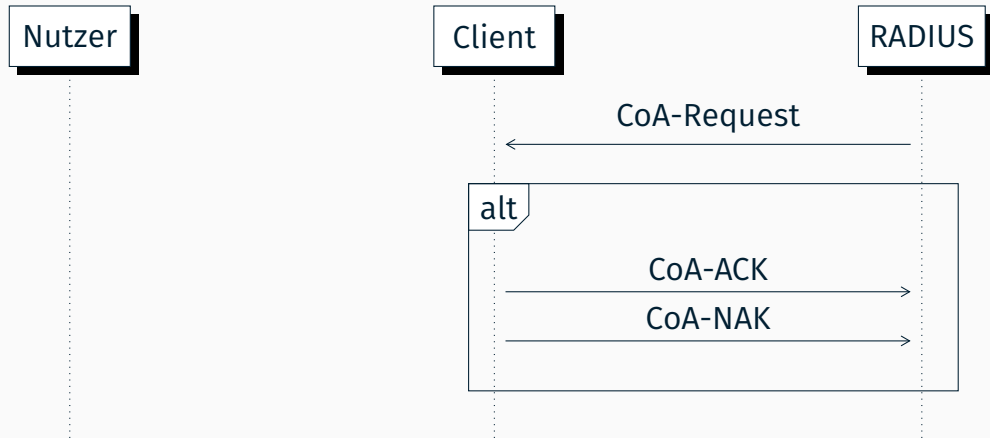 Nutzer
Client
RADIUS
CoA-Request
alt
CoA-ACK
CoA-NAK